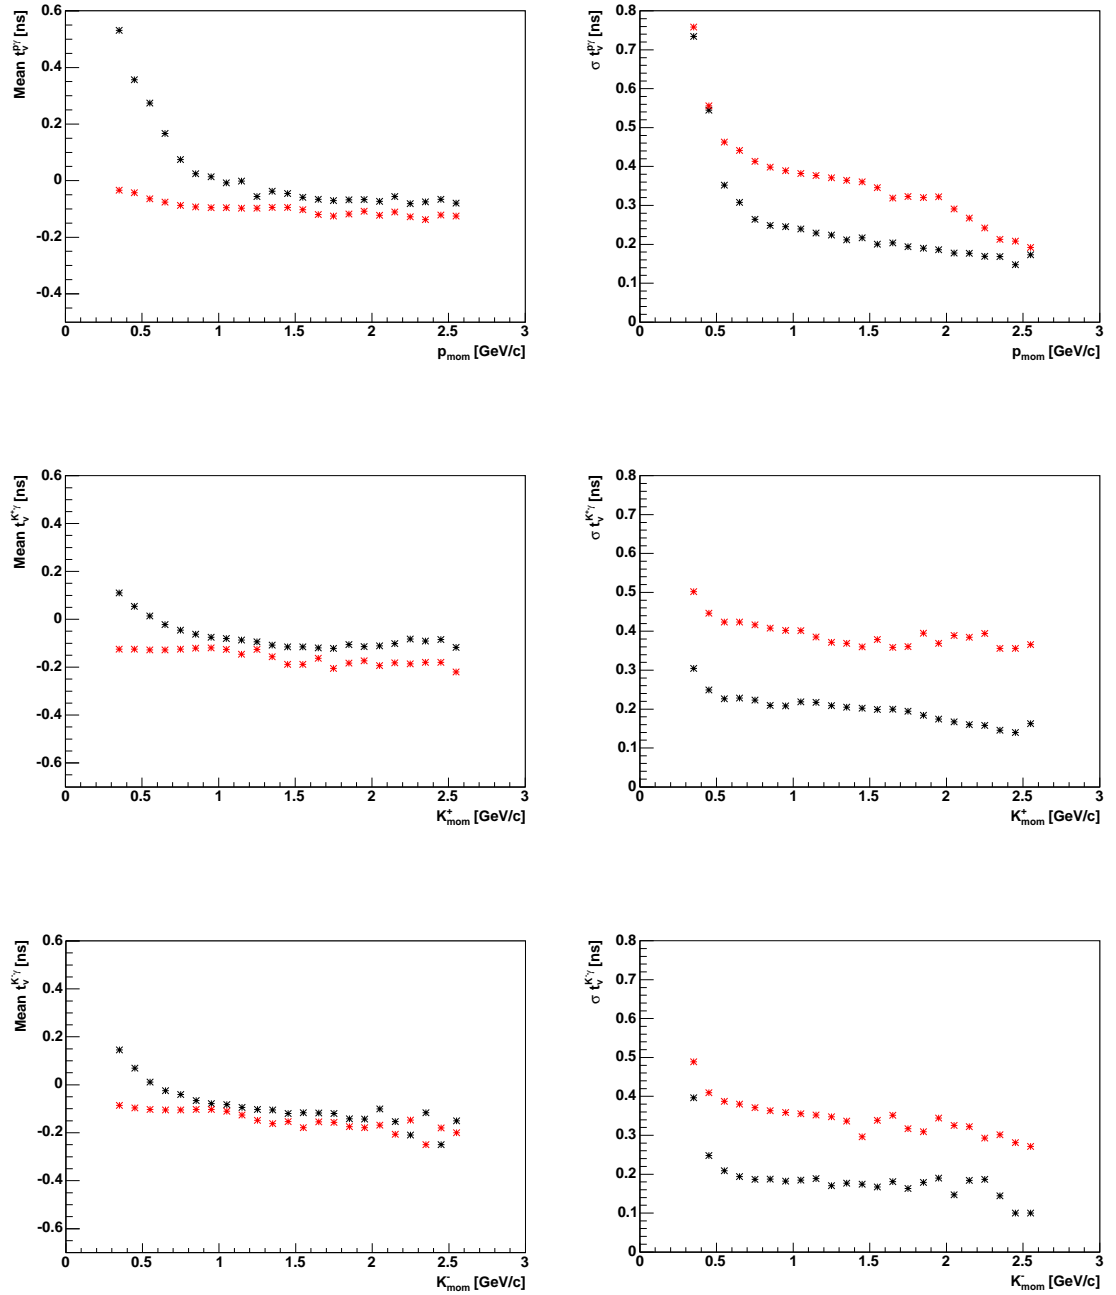 Mean t_v^{pγ} [ns]
0.6
0.4
0.2
0
-0.2
-0.4
0 0.5 1 1.5 2 2.5 3
p_mom [GeV/c]
σ t_v^{pγ} [ns]
0.8
0.7
0.6
0.5
0.4
0.3
0.2
0.1
0
0 0.5 1 1.5 2 2.5 3
p_mom [GeV/c]
Mean t_v^{K⁺γ} [ns]
0.6
0.4
0.2
0
-0.2
-0.4
-0.6
0 0.5 1 1.5 2 2.5 3
K⁺_mom [GeV/c]
σ t_v^{K⁺γ} [ns]
0.8
0.7
0.6
0.5
0.4
0.3
0.2
0.1
0
0 0.5 1 1.5 2 2.5 3
K⁺_mom [GeV/c]
Mean t_v^{K⁻γ} [ns]
0.6
0.4
0.2
0
-0.2
-0.4
-0.6
0 0.5 1 1.5 2 2.5 3
K⁻_mom [GeV/c]
σ t_v^{K⁻γ} [ns]
0.8
0.7
0.6
0.5
0.4
0.3
0.2
0.1
0
0 0.5 1 1.5 2 2.5 3
K⁻_mom [GeV/c]